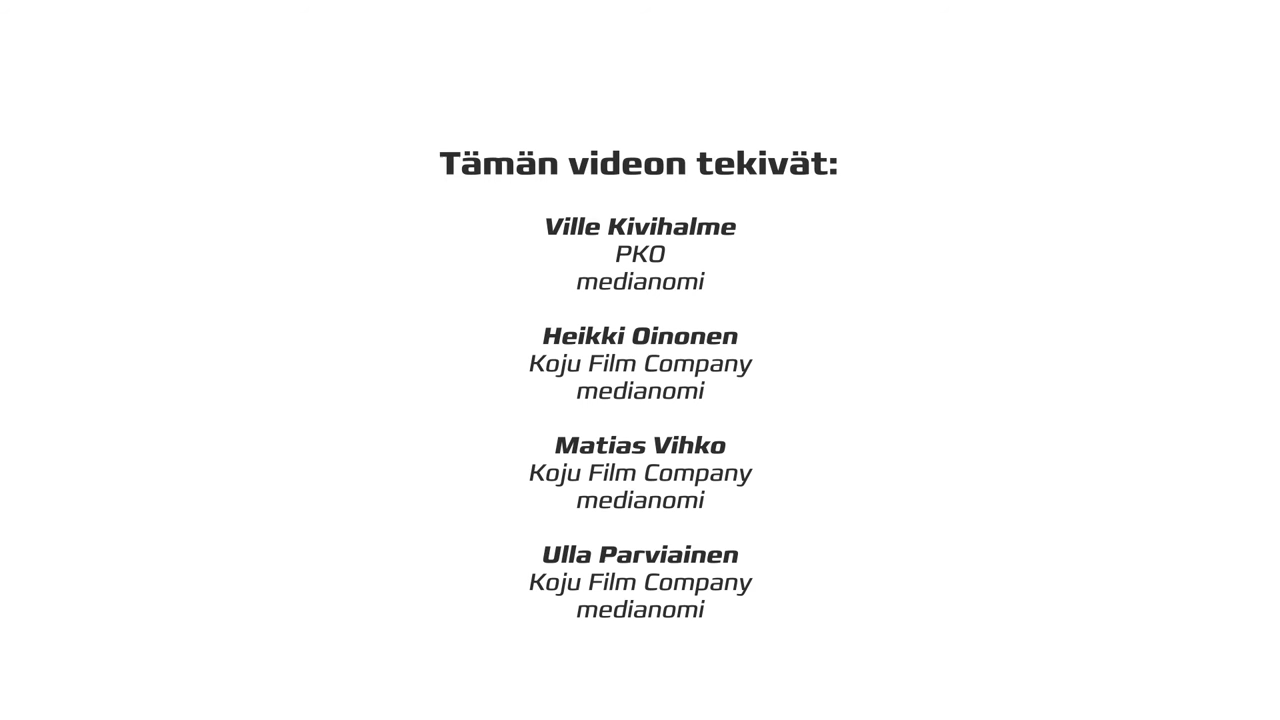 Tämän videon tekivät:
Ville Kivihalme
PKO
medianomi
Heikki Oinonen
Koju Film Company
medianomi
Matias Vihko
Koju Film Company
medianomi
Ulla Parviainen
Koju Film Company
medianomi